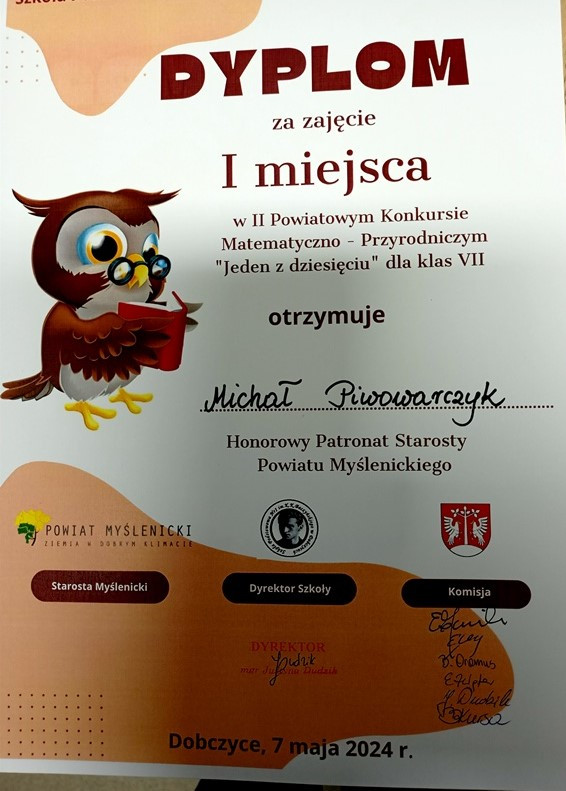 DYPLOM
za zajęcie
I miejsca
w II Powiatowym Konkursie
Matematyczno - Przyrodniczym
"Jeden z dziesięciu" dla klas VII
otrzymuje
Michał Piwowarczyk
Honorowy Patronat Starosty
Powiatu Myślenickiego
POWIAT MYŚLENICKI
ZIEMIA W DOBRYM KLIMACIE
Starosta Myślenicki
Dyrektor Szkoły
Komisja
DYREKTOR
Dobczyce, 7 maja 2024 r.